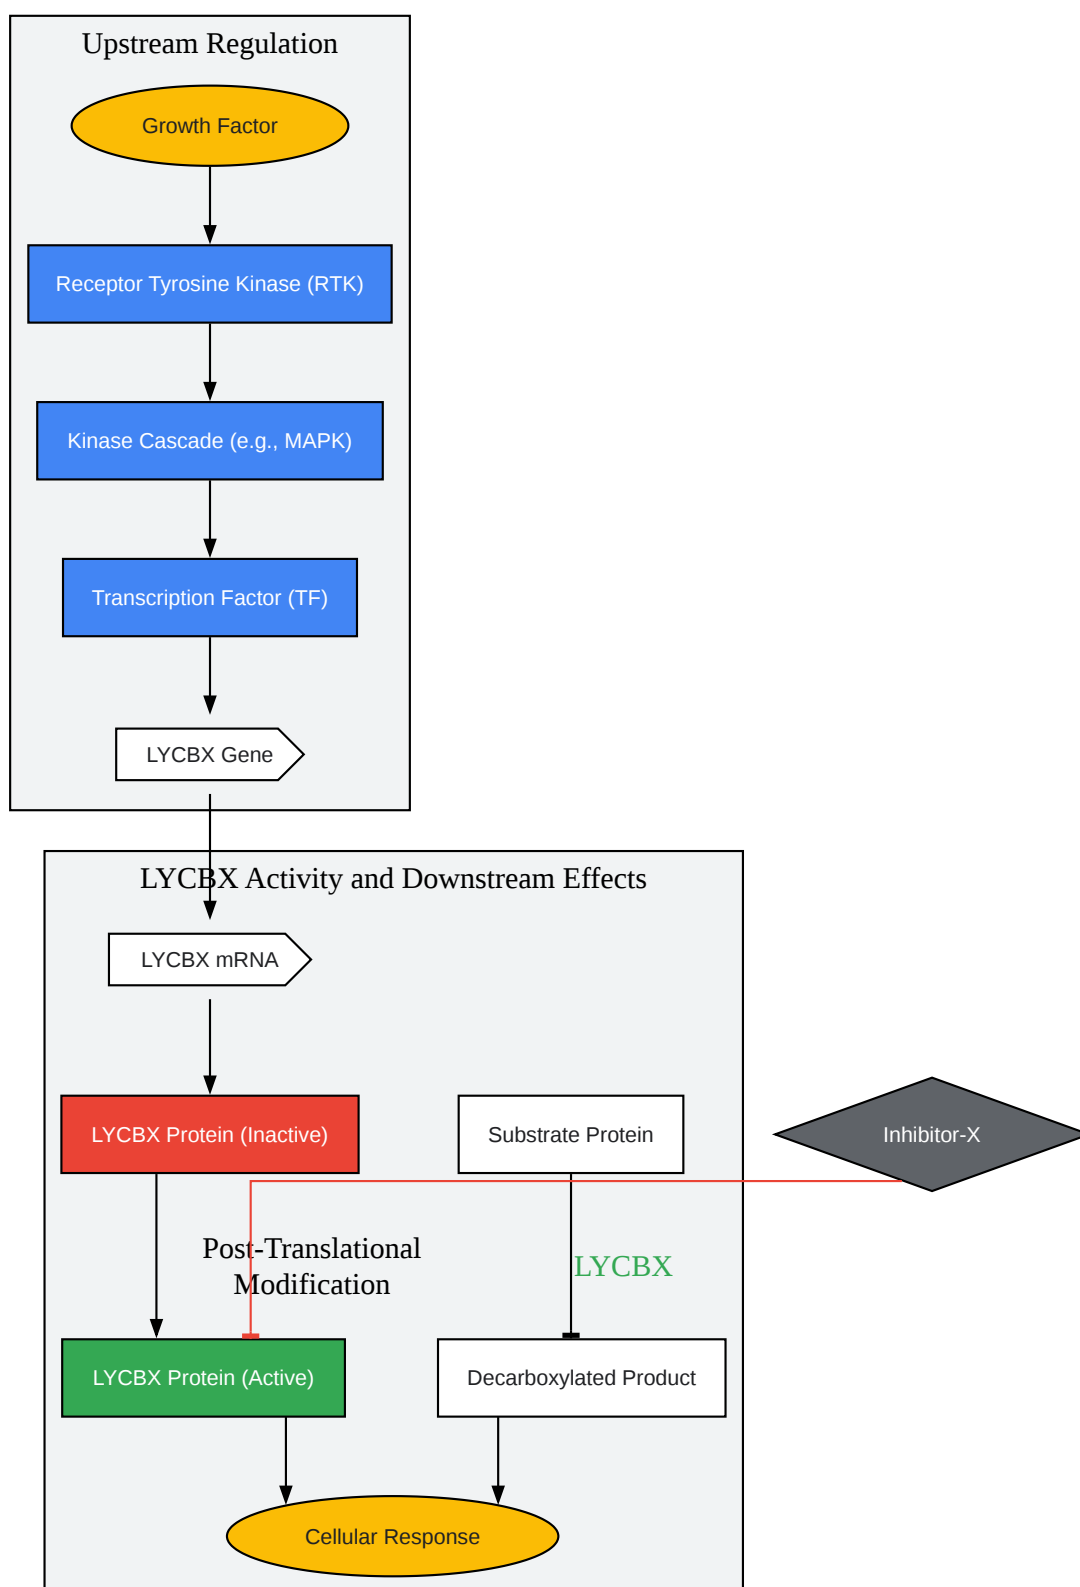 Upstream Regulation
Growth Factor
Receptor Tyrosine Kinase (RTK)
Kinase Cascade (e.g., MAPK)
Transcription Factor (TF)
LYCBX Gene
LYCBX Activity and Downstream Effects
LYCBX mRNA
LYCBX Protein (Inactive)
Substrate Protein
Inhibitor-X
Post-Translational
Modification
LYCBX
LYCBX Protein (Active)
Decarboxylated Product
Cellular Response